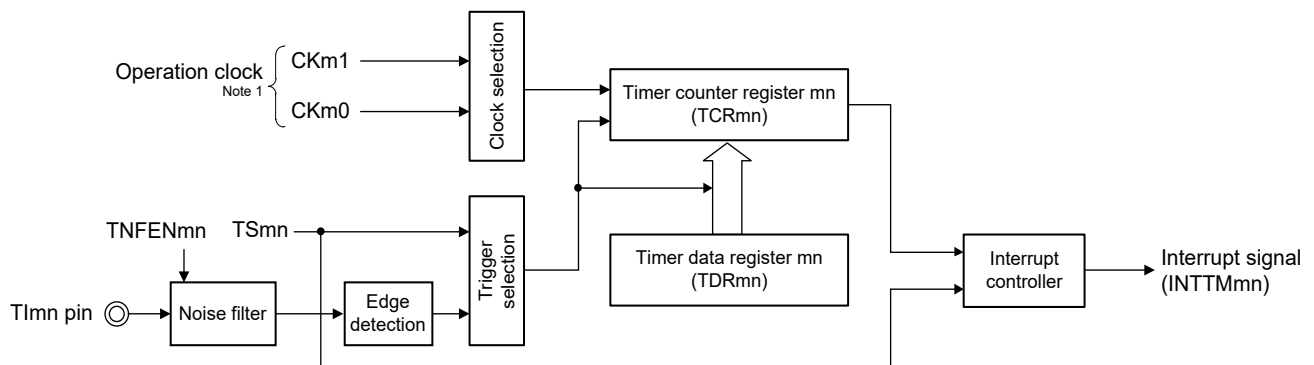 Operation clock
Note 1
CKm1
CKm0
Clock selection
Timer counter register mn
(TCRmn)
TNFENmn
TSmn
TImn pin
Noise filter
Edge
detection
Trigger
selection
Timer data register mn
(TDRmn)
Interrupt
controller
Interrupt signal
(INTTMmn)